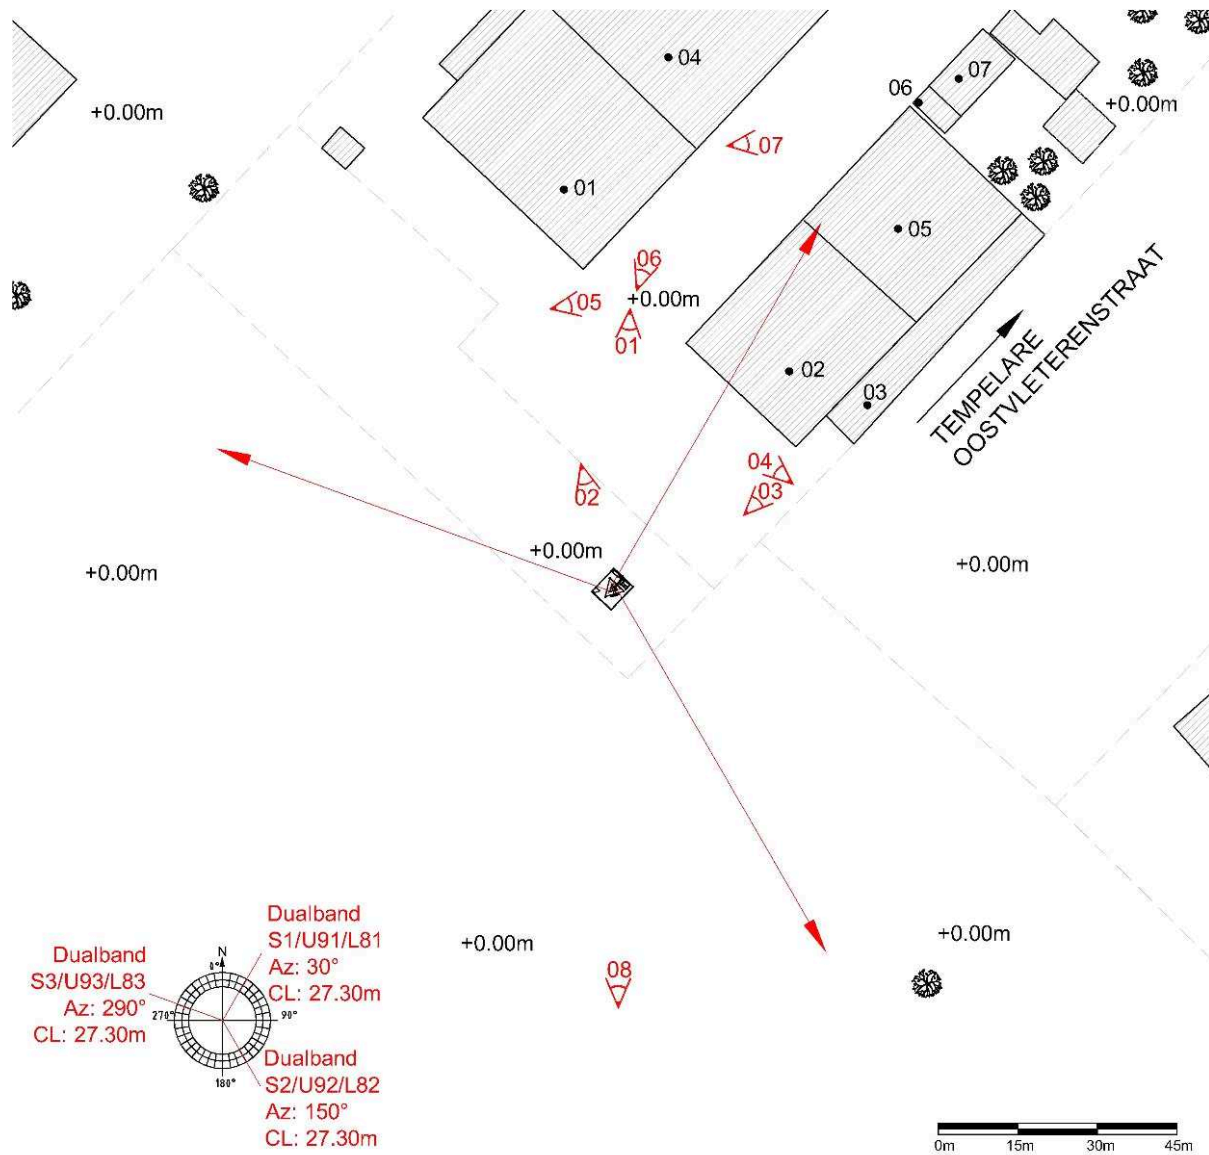 04
07
06
+0.00m
+0.00m
07
01
05
06
05
+0.00m
01
02
03
TEMPELARE
OOSTVLETERENSTRAAT
04
03
02
+0.00m
+0.00m
+0.00m
+0.00m
+0.00m
08
Dualband
S1/U91/L81
Az: 30°
CL: 27.30m
Dualband
S3/U93/L83
Az: 290°
CL: 27.30m
N
0°
270°
90°
180°
Dualband
S2/U92/L82
Az: 150°
CL: 27.30m
0m 15m 30m 45m